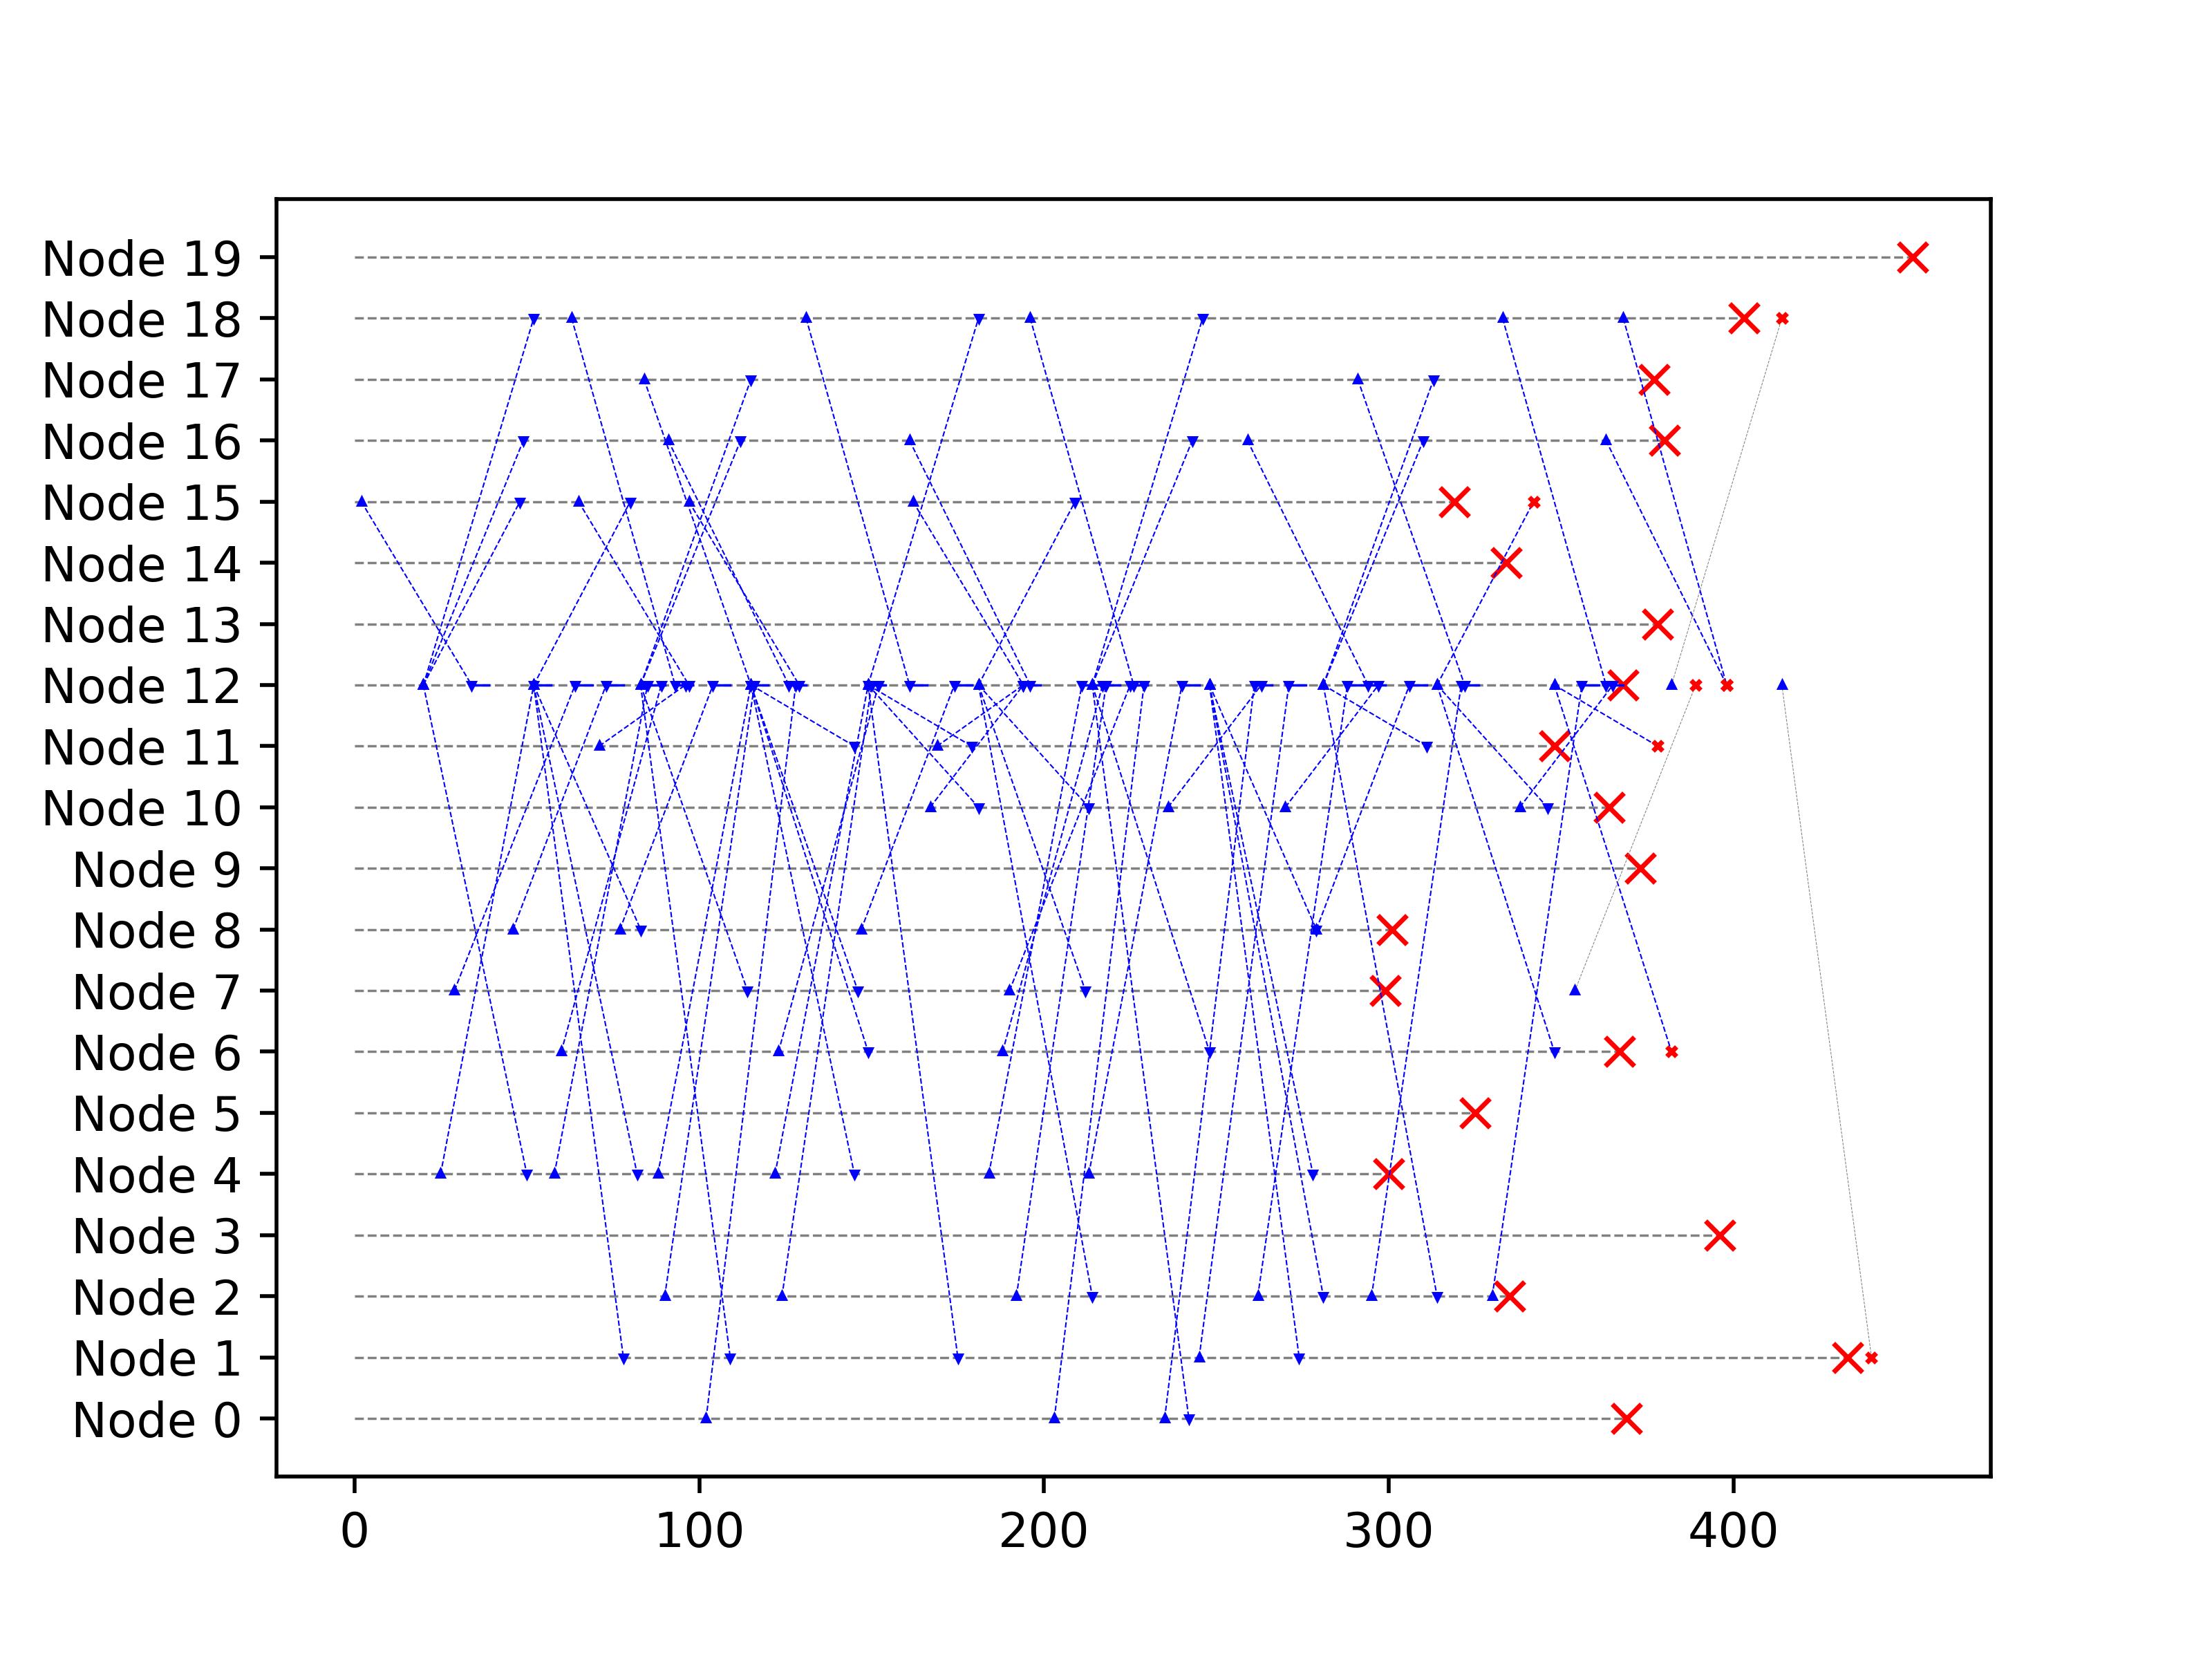 Node 19
Node 18
Node 17
Node 16
Node 15
Node 14
Node 13
Node 12
Node 11
Node 10
Node 9
Node 8
Node 7
Node 6
Node 5
Node 4
Node 3
Node 2
Node 1
Node 0
0 100 200 300 400